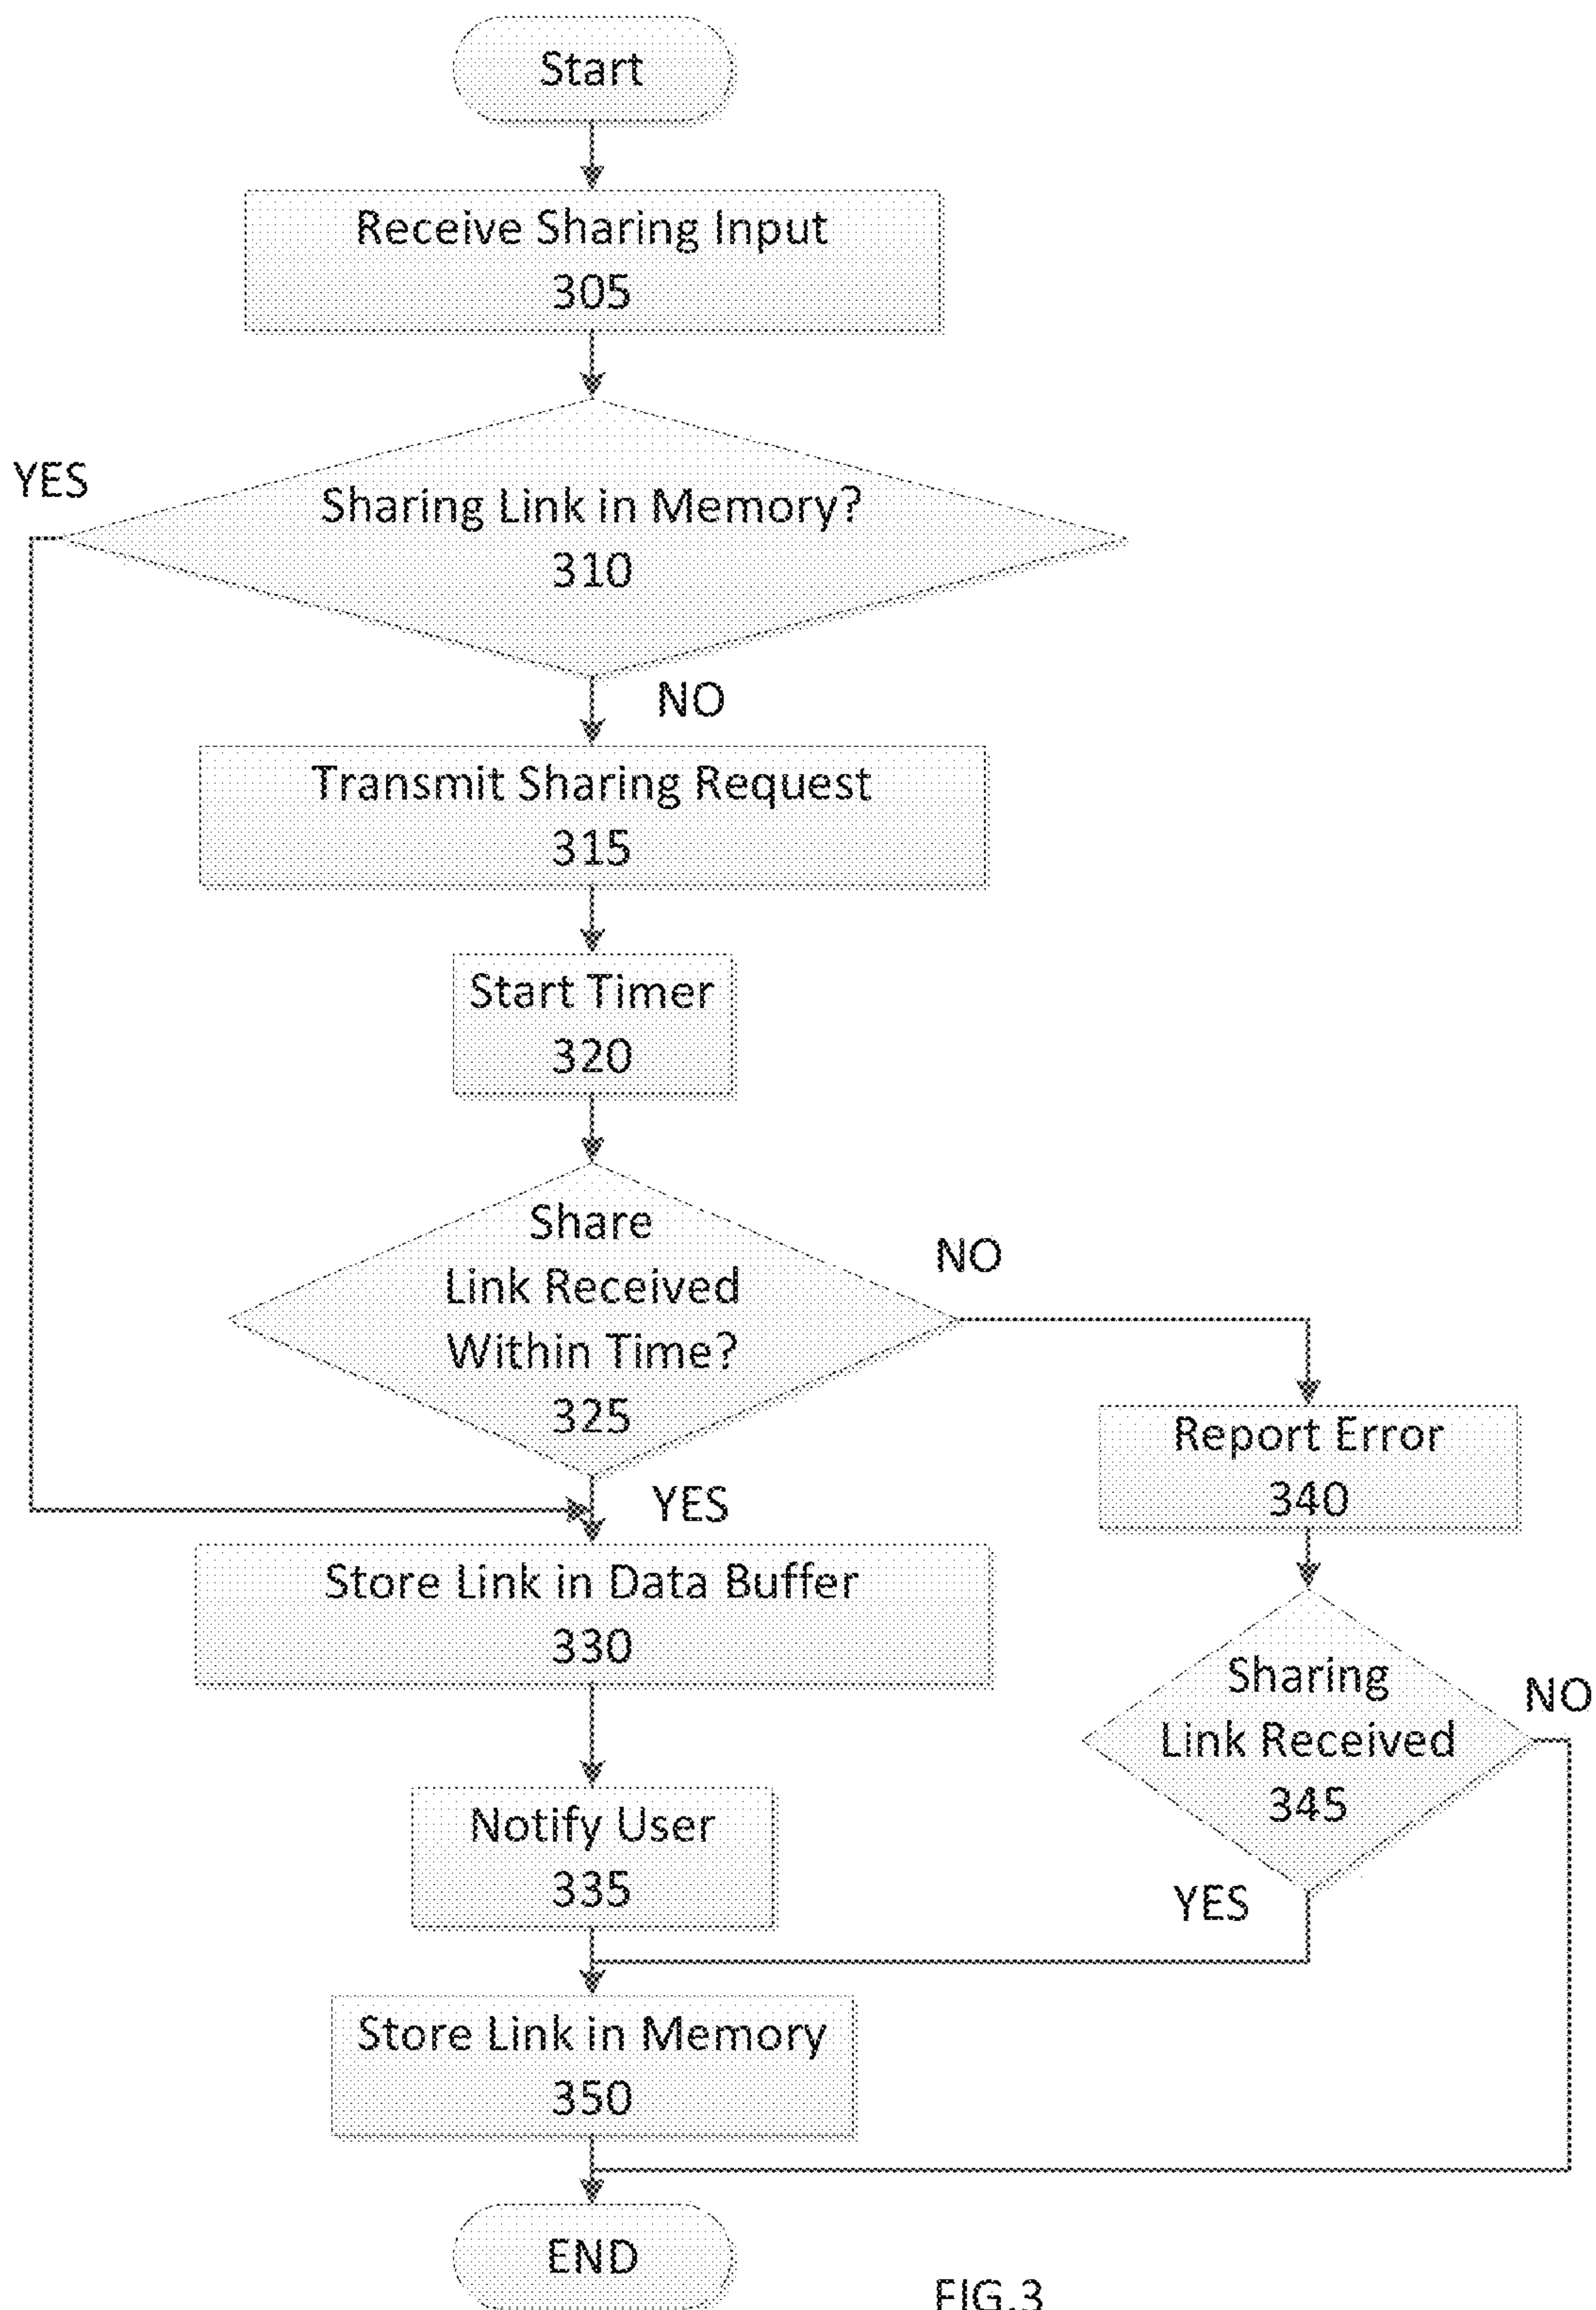 Start
Receive Sharing Input
305
YES
Sharing Link in Memory?
310
NO
Transmit Sharing Request
315
Start Timer
320
Share
Link Received
Within Time?
325
NO
YES
Report Error
340
Store Link in Data Buffer
330
Sharing
Link Received
345
NO
YES
Notify User
335
Store Link in Memory
350
END
FIG.3